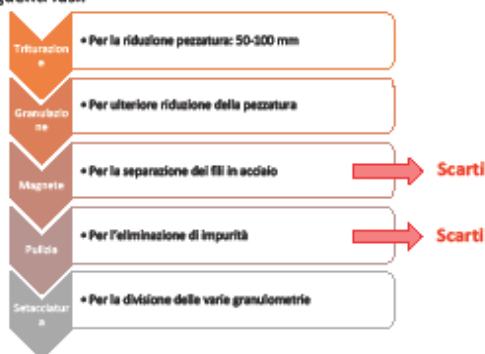 Triturazion
e
• Per la riduzione pezzatura: 50-100 mm
Granulazio
ne
• Per ulteriore riduzione della pezzatura
Magnete
• Per la separazione dei fili in acciaio
Scarti
Pulizia
• Per l'eliminazione di impurità
Scarti
Setacciatur
a
• Per la divisione delle varie granulometrie